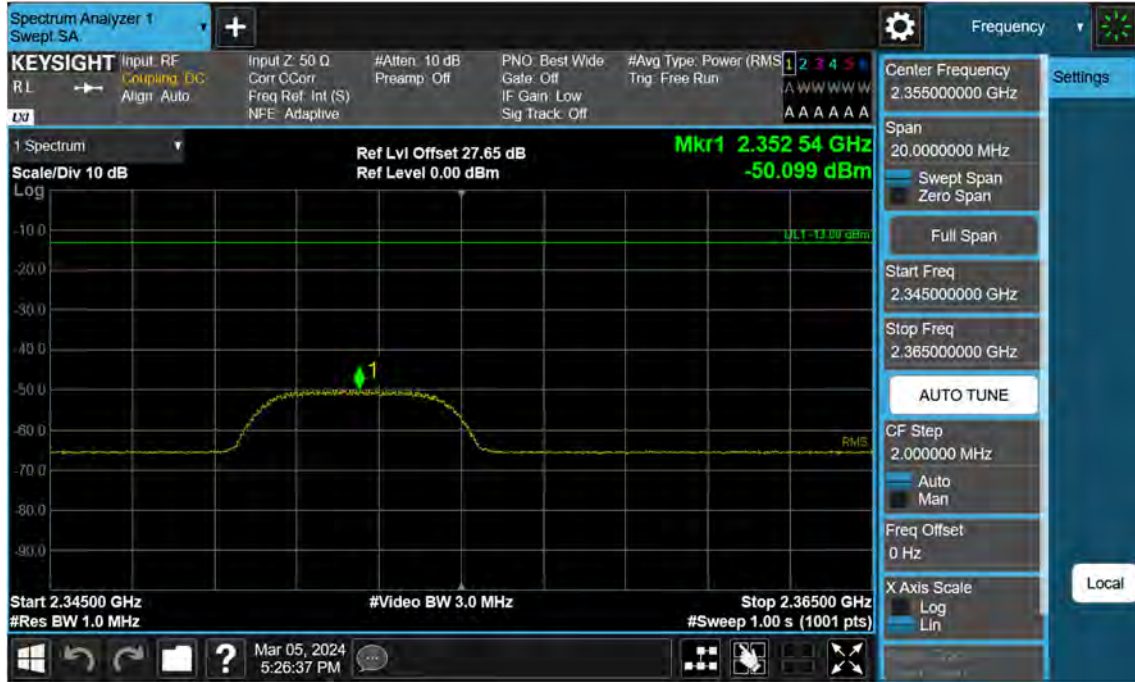 Spectrum Analyzer 1
Swept SA
Frequency
KEYSIGHT
RL
LXI
Input: RF
Coupling: DC
Align: Auto
Input Z: 50 Ω
Corr CCorr
Freq Ref: Int (S)
NFE: Adaptive
#Atten: 10 dB
Preamp: Off
PNO: Best Wide
Gate: Off
IF Gain: Low
Sig Track: Off
#Avg Type: Power (RMS
Trig: Free Run
1 2 3 4 5 6
A W W W W W
A A A A A A
1 Spectrum
Scale/Div 10 dB
Log
Ref Lvl Offset 27.65 dB
Ref Level 0.00 dBm
Mkr1 2.352 54 GHz
-50.099 dBm
DL1 -13.00 dBm
-10.0
-20.0
-30.0
-40.0
-50.0
-60.0
-70.0
-80.0
-90.0
1
RMS
Start 2.34500 GHz
#Res BW 1.0 MHz
#Video BW 3.0 MHz
Stop 2.36500 GHz
#Sweep 1.00 s (1001 pts)
?
Mar 05, 2024
5:26:37 PM
Center Frequency
2.355000000 GHz
Span
20.0000000 MHz
Swept Span
Zero Span
Full Span
Start Freq
2.345000000 GHz
Stop Freq
2.365000000 GHz
AUTO TUNE
CF Step
2.000000 MHz
Auto
Man
Freq Offset
0 Hz
X Axis Scale
Log
Lin
Settings
Local